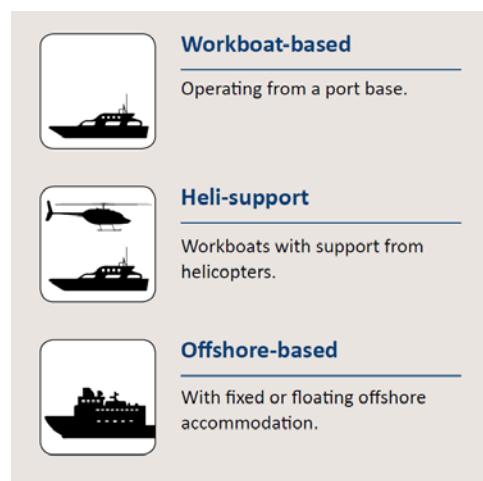 Workboat-based
Operating from a port base.
Heli-support
Workboats with support from
helicopters.
Offshore-based
With fixed or floating offshore
accommodation.